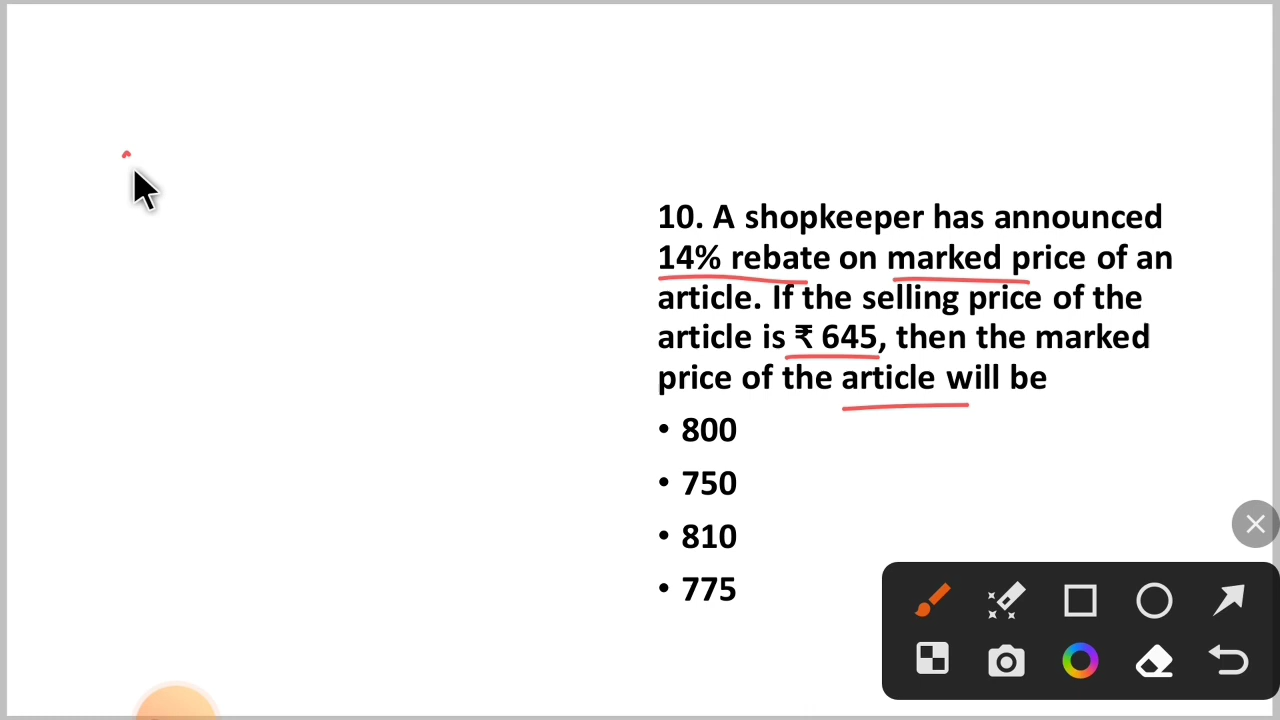 10. A shopkeeper has announced
14% rebate on marked price of an
article. If the selling price of the
article is ₹ 645, then the marked
price of the article will be
• 800
• 750
• 810
• 775